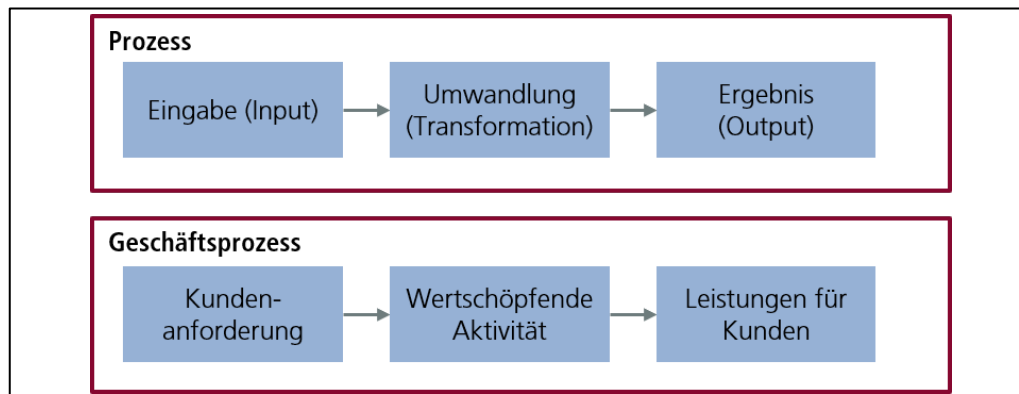 Prozess
Eingabe (Input)
Umwandlung
(Transformation)
Ergebnis
(Output)
Geschäftsprozess
Kunden-
anforderung
Wertschöpfende
Aktivität
Leistungen für
Kunden